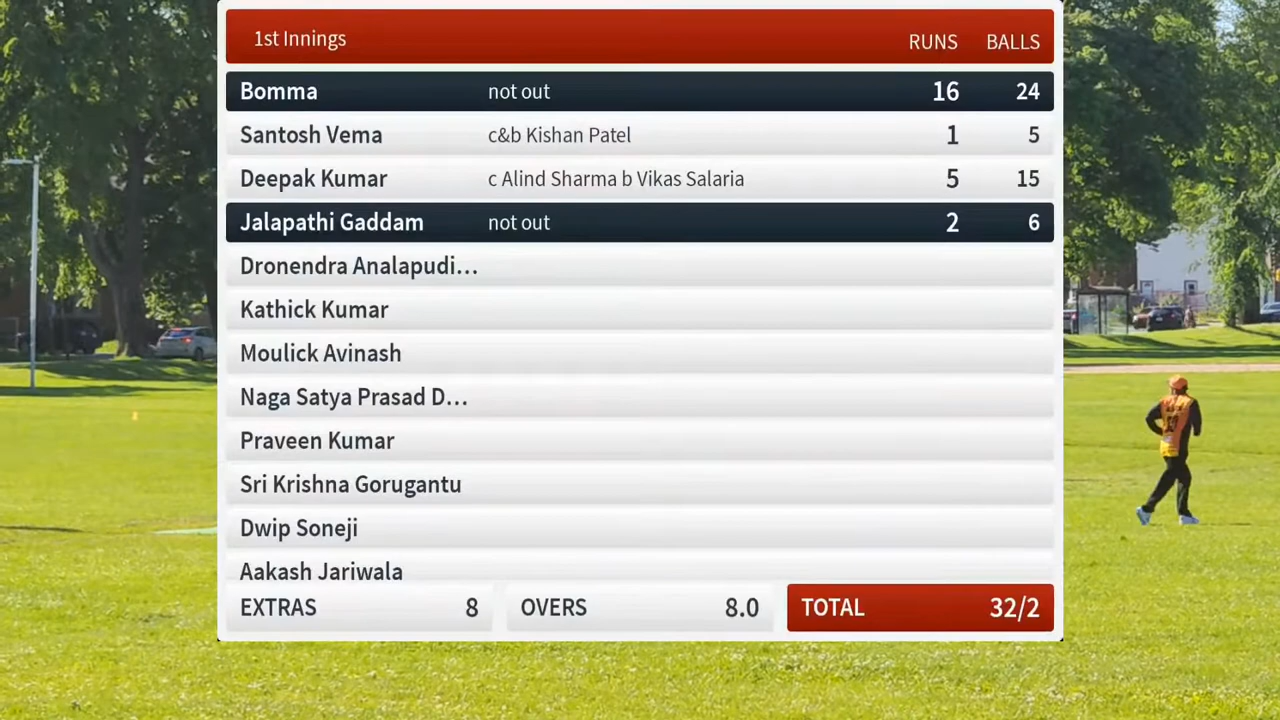 1st Innings RUNS BALLS
Bomma not out 16 24
Santosh Vema c&b Kishan Patel 1 5
Deepak Kumar c Alind Sharma b Vikas Salaria 5 15
Jalapathi Gaddam not out 2 6
Dronendra Analapudi...
Kathick Kumar
Moulick Avinash
Naga Satya Prasad D...
Praveen Kumar
Sri Krishna Gorugantu
Dwip Soneji
Aakash Jariwala
EXTRAS 8 OVERS 8.0 TOTAL 32/2